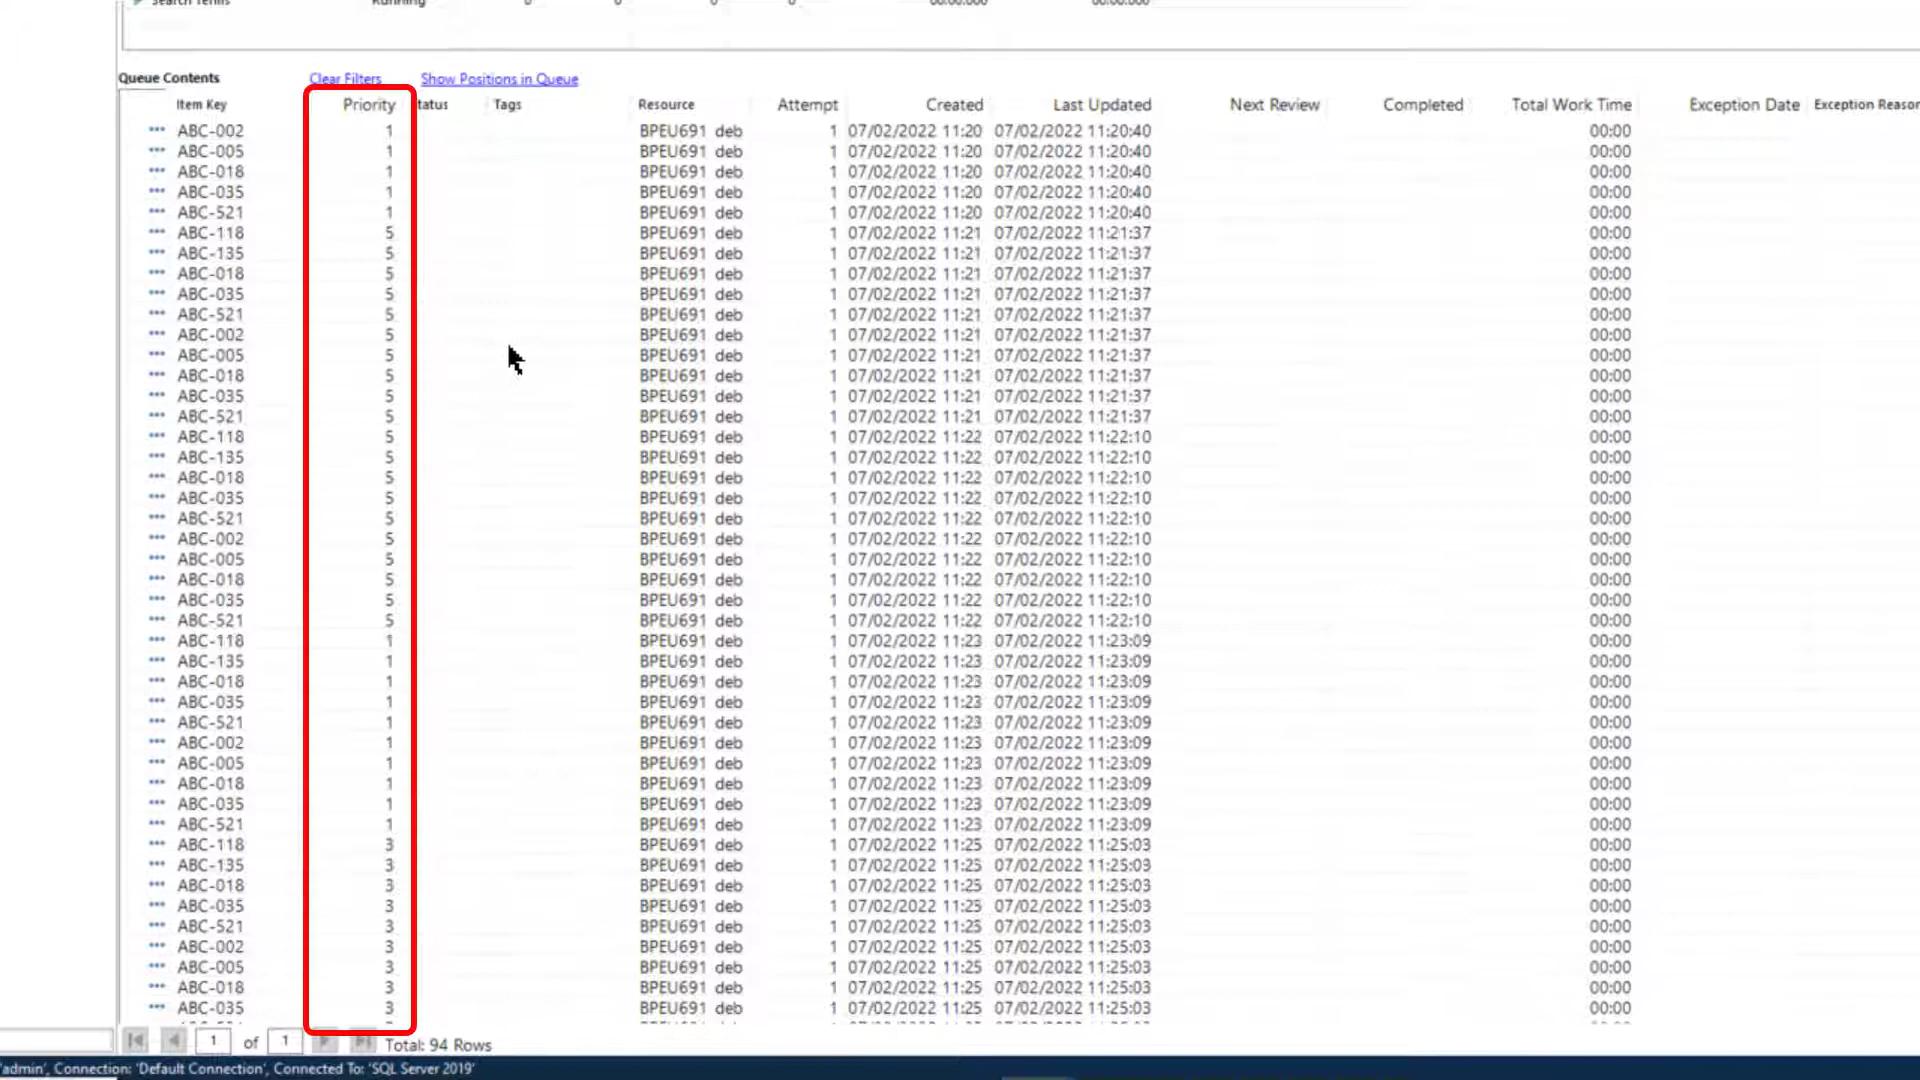 Search Terms Running 0 0 0 0 00:00:000 00:00:000
Queue Contents Clear Filters Show Positions in Queue
Item Key Priority tatus Tags Resource Attempt Created Last Updated Next Review Completed Total Work Time Exception Date Exception Reason
ABC-002 1 BPEU691 deb 1 07/02/2022 11:20 07/02/2022 11:20:40 00:00
ABC-005 1 BPEU691 deb 1 07/02/2022 11:20 07/02/2022 11:20:40 00:00
ABC-018 1 BPEU691 deb 1 07/02/2022 11:20 07/02/2022 11:20:40 00:00
ABC-035 1 BPEU691 deb 1 07/02/2022 11:20 07/02/2022 11:20:40 00:00
ABC-521 1 BPEU691 deb 1 07/02/2022 11:20 07/02/2022 11:20:40 00:00
ABC-118 5 BPEU691 deb 1 07/02/2022 11:21 07/02/2022 11:21:37 00:00
ABC-135 5 BPEU691 deb 1 07/02/2022 11:21 07/02/2022 11:21:37 00:00
ABC-018 5 BPEU691 deb 1 07/02/2022 11:21 07/02/2022 11:21:37 00:00
ABC-035 5 BPEU691 deb 1 07/02/2022 11:21 07/02/2022 11:21:37 00:00
ABC-521 5 BPEU691 deb 1 07/02/2022 11:21 07/02/2022 11:21:37 00:00
ABC-002 5 BPEU691 deb 1 07/02/2022 11:21 07/02/2022 11:21:37 00:00
ABC-005 5 BPEU691 deb 1 07/02/2022 11:21 07/02/2022 11:21:37 00:00
ABC-018 5 BPEU691 deb 1 07/02/2022 11:21 07/02/2022 11:21:37 00:00
ABC-035 5 BPEU691 deb 1 07/02/2022 11:21 07/02/2022 11:21:37 00:00
ABC-521 5 BPEU691 deb 1 07/02/2022 11:21 07/02/2022 11:21:37 00:00
ABC-118 5 BPEU691 deb 1 07/02/2022 11:22 07/02/2022 11:22:10 00:00
ABC-135 5 BPEU691 deb 1 07/02/2022 11:22 07/02/2022 11:22:10 00:00
ABC-018 5 BPEU691 deb 1 07/02/2022 11:22 07/02/2022 11:22:10 00:00
ABC-035 5 BPEU691 deb 1 07/02/2022 11:22 07/02/2022 11:22:10 00:00
ABC-521 5 BPEU691 deb 1 07/02/2022 11:22 07/02/2022 11:22:10 00:00
ABC-002 5 BPEU691 deb 1 07/02/2022 11:22 07/02/2022 11:22:10 00:00
ABC-005 5 BPEU691 deb 1 07/02/2022 11:22 07/02/2022 11:22:10 00:00
ABC-018 5 BPEU691 deb 1 07/02/2022 11:22 07/02/2022 11:22:10 00:00
ABC-035 5 BPEU691 deb 1 07/02/2022 11:22 07/02/2022 11:22:10 00:00
ABC-521 5 BPEU691 deb 1 07/02/2022 11:22 07/02/2022 11:22:10 00:00
ABC-118 1 BPEU691 deb 1 07/02/2022 11:23 07/02/2022 11:23:09 00:00
ABC-135 1 BPEU691 deb 1 07/02/2022 11:23 07/02/2022 11:23:09 00:00
ABC-018 1 BPEU691 deb 1 07/02/2022 11:23 07/02/2022 11:23:09 00:00
ABC-035 1 BPEU691 deb 1 07/02/2022 11:23 07/02/2022 11:23:09 00:00
ABC-521 1 BPEU691 deb 1 07/02/2022 11:23 07/02/2022 11:23:09 00:00
ABC-002 1 BPEU691 deb 1 07/02/2022 11:23 07/02/2022 11:23:09 00:00
ABC-005 1 BPEU691 deb 1 07/02/2022 11:23 07/02/2022 11:23:09 00:00
ABC-018 1 BPEU691 deb 1 07/02/2022 11:23 07/02/2022 11:23:09 00:00
ABC-035 1 BPEU691 deb 1 07/02/2022 11:23 07/02/2022 11:23:09 00:00
ABC-521 1 BPEU691 deb 1 07/02/2022 11:23 07/02/2022 11:23:09 00:00
ABC-118 3 BPEU691 deb 1 07/02/2022 11:25 07/02/2022 11:25:03 00:00
ABC-135 3 BPEU691 deb 1 07/02/2022 11:25 07/02/2022 11:25:03 00:00
ABC-018 3 BPEU691 deb 1 07/02/2022 11:25 07/02/2022 11:25:03 00:00
ABC-035 3 BPEU691 deb 1 07/02/2022 11:25 07/02/2022 11:25:03 00:00
ABC-521 3 BPEU691 deb 1 07/02/2022 11:25 07/02/2022 11:25:03 00:00
ABC-002 3 BPEU691 deb 1 07/02/2022 11:25 07/02/2022 11:25:03 00:00
ABC-005 3 BPEU691 deb 1 07/02/2022 11:25 07/02/2022 11:25:03 00:00
ABC-018 3 BPEU691 deb 1 07/02/2022 11:25 07/02/2022 11:25:03 00:00
ABC-035 3 BPEU691 deb 1 07/02/2022 11:25 07/02/2022 11:25:03 00:00
1 of 1 Total: 94 Rows
'admin', Connection: 'Default Connection', Connected To: 'SQL Server 2019'